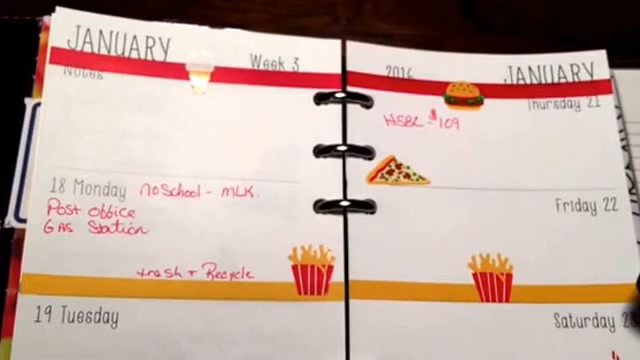 JANUARY
Week 3
Notes
18 Monday no School - MLK.
Post Office
GAS Station
trash + Recycle
19 Tuesday
2016 JANUARY
Thursday 21
HSBC $109
Friday 22
Saturday